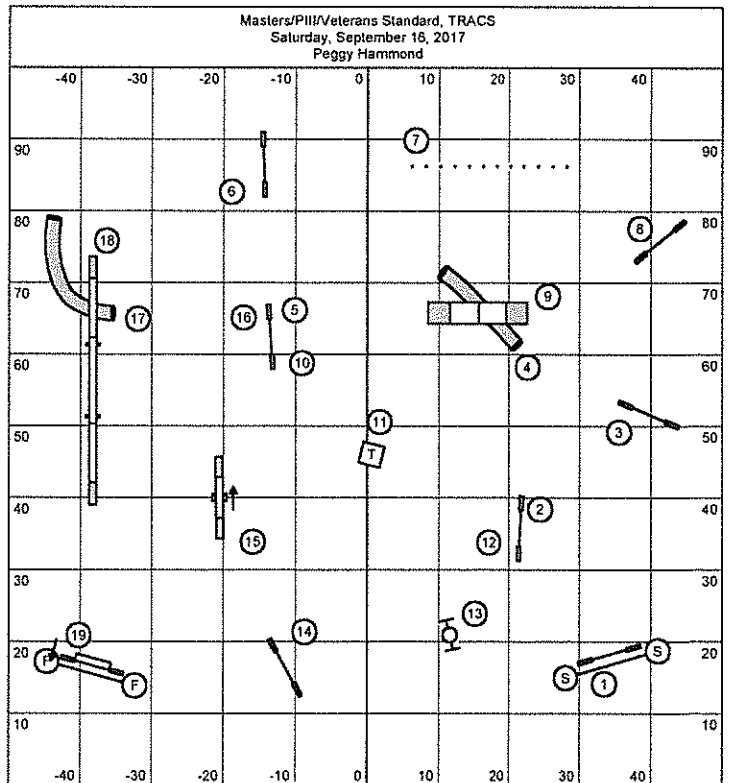 Masters/PIII/Veterans Standard, TRACS
Saturday, September 16, 2017
Peggy Hammond
-40 -30 -20 -10 0 10 20 30 40
90 7 90
6
80 18 8 80
70 9 70
17 16 5
60 10 4 60
11
50 T 3 50
40 2 40
15 12
30 30
13
20 19 14 20
F S
F S 1
10 10
-40 -30 -20 -10 0 10 20 30 40